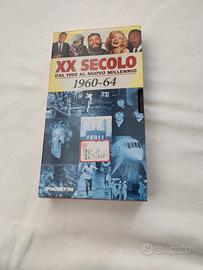 XX SECOLO
DAL 1900 AL NUOVO MILLENNIO
1960-64
DEAGOSTINI
Subito